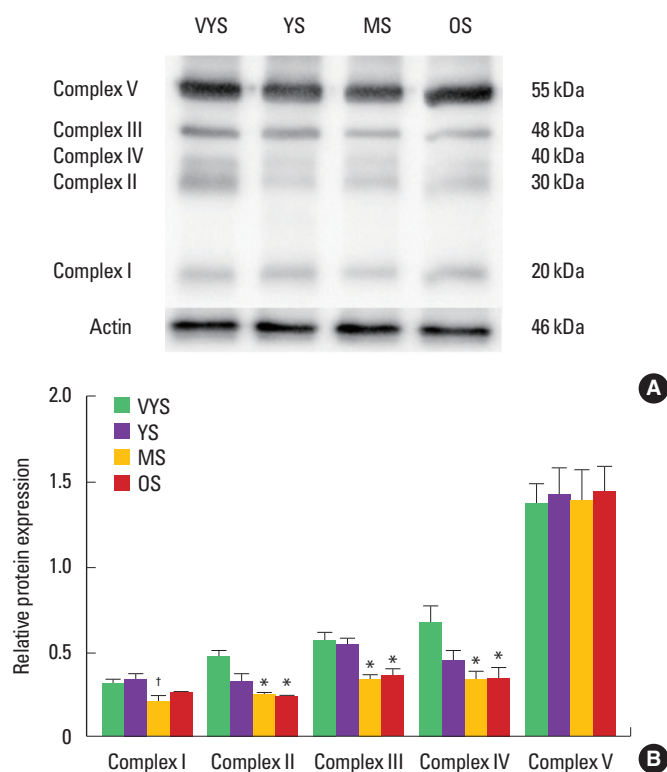 VYS YS MS OS
Complex V 55 kDa
Complex III 48 kDa
Complex IV 40 kDa
Complex II 30 kDa
Complex I 20 kDa
Actin 46 kDa
A
2.0
1.5
1.0
0.5
0
Relative protein expression
VYS
YS
MS
OS
†
* *
* *
* *
Complex I Complex II Complex III Complex IV Complex V
B